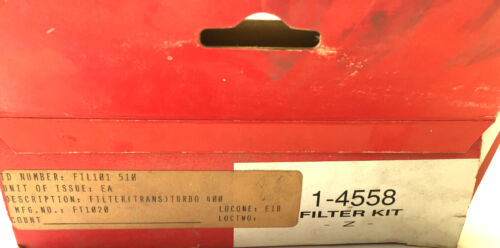 ID NUMBER: FIL101 510
UNIT OF ISSUE: EA
DESCRIPTION: FILTER(TRANS)TURBO 400
MFG.NO.: FT1020 LOCONE: E1B
COUNT LOCTWO:
1-4558
FILTER KIT
- Z -